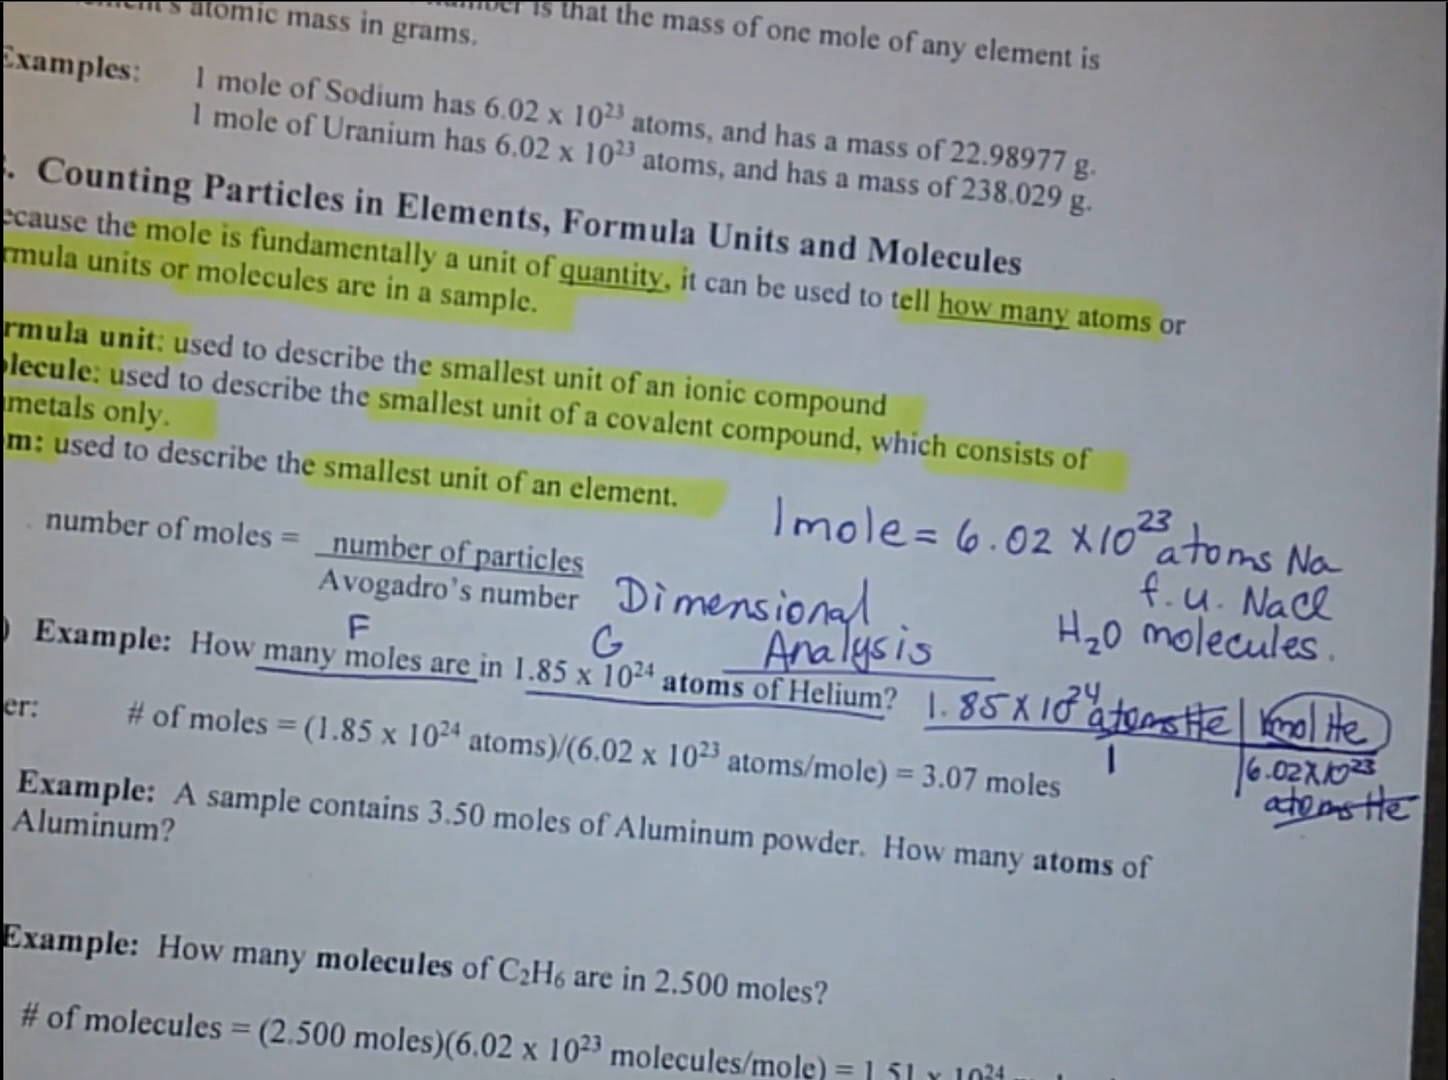 atomic mass in grams.
is that the mass of one mole of any element is
Examples:
1 mole of Sodium has 6.02 x 10²³ atoms, and has a mass of 22.98977 g.
1 mole of Uranium has 6.02 x 10²³ atoms, and has a mass of 238.029 g.
. Counting Particles in Elements, Formula Units and Molecules
ecause the mole is fundamentally a unit of quantity, it can be used to tell how many atoms or
rmula units or molecules are in a sample.
rmula unit: used to describe the smallest unit of an ionic compound
lecule: used to describe the smallest unit of a covalent compound, which consists of
metals only.
m: used to describe the smallest unit of an element.
1 mole = 6.02 x 10²³ atoms Na
f.u. NaCl
H₂O molecules.
number of moles = number of particles
Avogadro's number
Dimensional
Analysis
F
G
Example: How many moles are in 1.85 x 10²⁴ atoms of Helium?
1.85 x 10²⁴ atoms He | 1 mol He
1 | 6.02 x 10²³
atoms He
er: # of moles = (1.85 x 10²⁴ atoms)/(6.02 x 10²³ atoms/mole) = 3.07 moles
Example: A sample contains 3.50 moles of Aluminum powder. How many atoms of
Aluminum?
Example: How many molecules of C₂H₆ are in 2.500 moles?
# of molecules = (2.500 moles)(6.02 x 10²³ molecules/mole) = 1.51 x 10²⁴